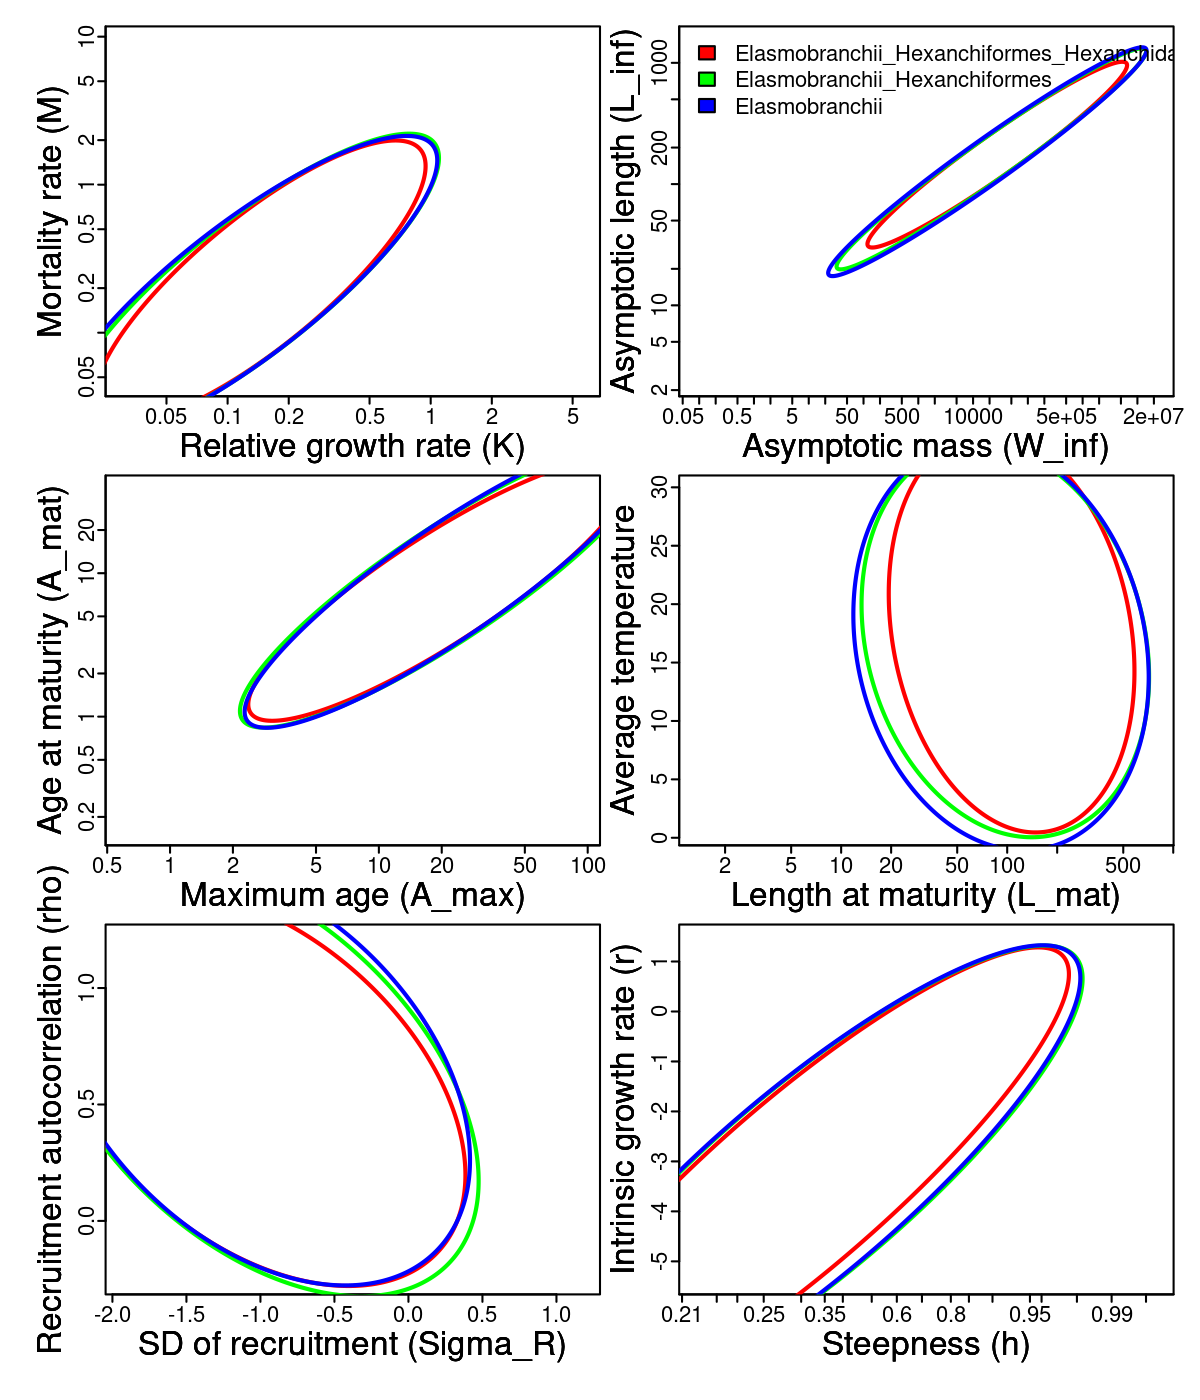 Mortality rate (M)
0.05 0.2 0.5 1 2 5 10
0.05 0.1 0.2 0.5 1 2 5
Relative growth rate (K)
Asymptotic length (L_inf)
2 5 10 50 200 1000
Elasmobranchii_Hexanchiformes_Hexanchida
Elasmobranchii_Hexanchiformes
Elasmobranchii
0.05 0.5 5 50 500 10000 5e+05 2e+07
Asymptotic mass (W_inf)
Age at maturity (A_mat)
0.2 0.5 1 2 5 10 20
0.5 1 2 5 10 20 50 100
Maximum age (A_max)
Average temperature
0 5 10 15 20 25 30
2 5 10 20 50 100 500
Length at maturity (L_mat)
Recruitment autocorrelation (rho)
0.0 0.5 1.0
-2.0 -1.5 -1.0 -0.5 0.0 0.5 1.0
SD of recruitment (Sigma_R)
Intrinsic growth rate (r)
-5 -4 -3 -2 -1 0 1
0.21 0.25 0.35 0.6 0.8 0.95 0.99
Steepness (h)